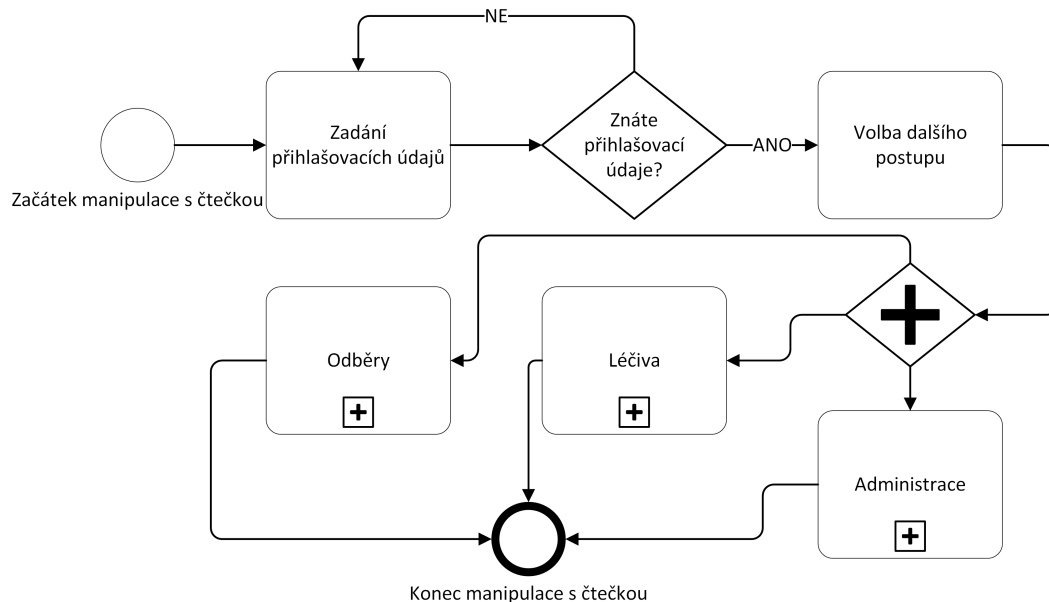 NE
Zadání
přihlašovacích údajů
Znáte
přihlašovací
údaje?
ANO
Volba dalšího
postupu
Začátek manipulace s čtečkou
Odběry
Léčiva
Administrace
Konec manipulace s čtečkou